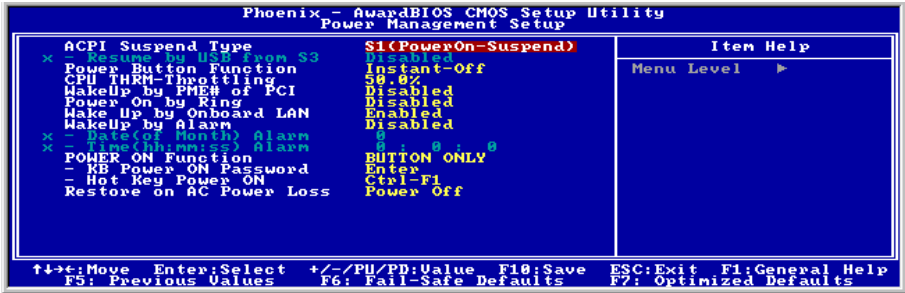 Phoenix - AwardBIOS CMOS Setup Utility
Power Management Setup
ACPI Suspend Type S1(PowerOn-Suspend)
x - Resume by USB from S3 Disabled
Power Button Function Instant-Off
CPU THRM-Throttling 50.0%
WakeUp by PME# of PCI Disabled
Power On by Ring Disabled
Wake Up by Onboard LAN Enabled
WakeUp by Alarm Disabled
x - Date(of Month) Alarm 0
x - Time(hh:mm:ss) Alarm 0 : 0 : 0
POWER ON Function BUTTON ONLY
- KB Power ON Password Enter
- Hot Key Power ON Ctrl-F1
Restore on AC Power Loss Power Off
Item Help
Menu Level ►
↑↓→←:Move Enter:Select +/-/PU/PD:Value F10:Save ESC:Exit F1:General Help
F5: Previous Values F6: Fail-Safe Defaults F7: Optimized Defaults